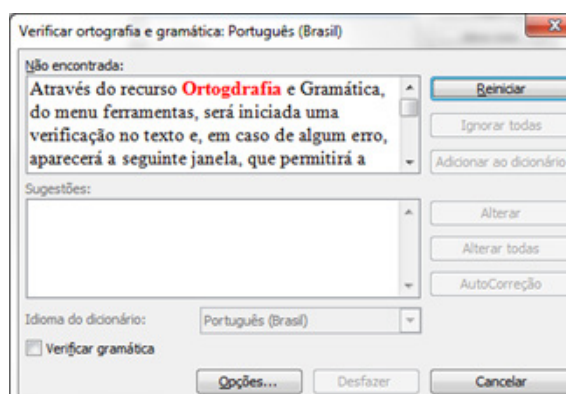 Verificar ortografia e gramática: Português (Brasil)
Não encontrada:
Através do recurso Ortogdrafia e Gramática,
do menu ferramentas, será iniciada uma
verificação no texto e, em caso de algum erro,
aparecerá a seguinte janela, que permitirá a
Reiniciar
Ignorar todas
Adicionar ao dicionário
Sugestões:
Alterar
Alterar todas
AutoCorreção
Idioma do dicionário:
Português (Brasil)
Verificar gramática
Opções...
Desfazer
Cancelar